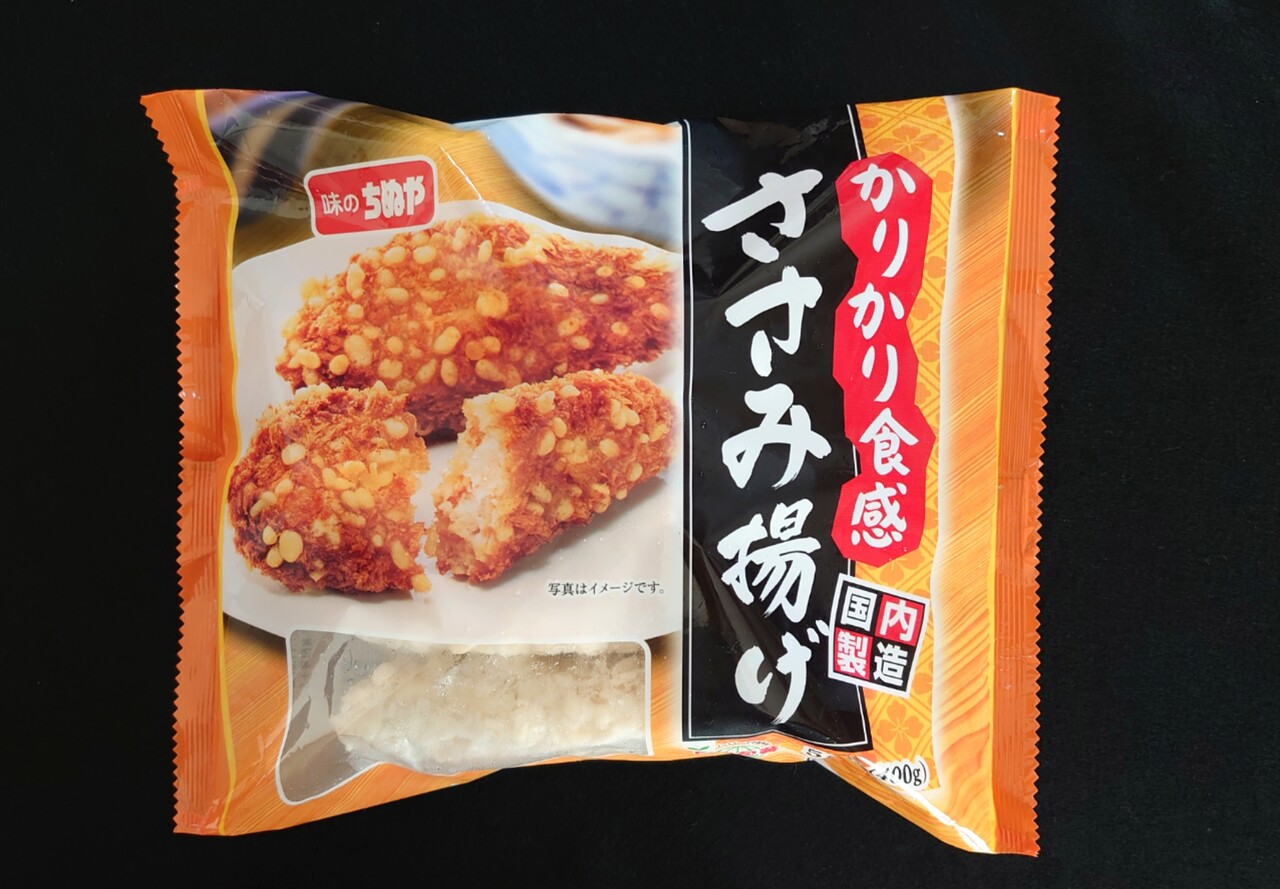 味の ちぬや
かりかり食感
ささみ揚げ
国内
製造
写真はイメージです。
00g)